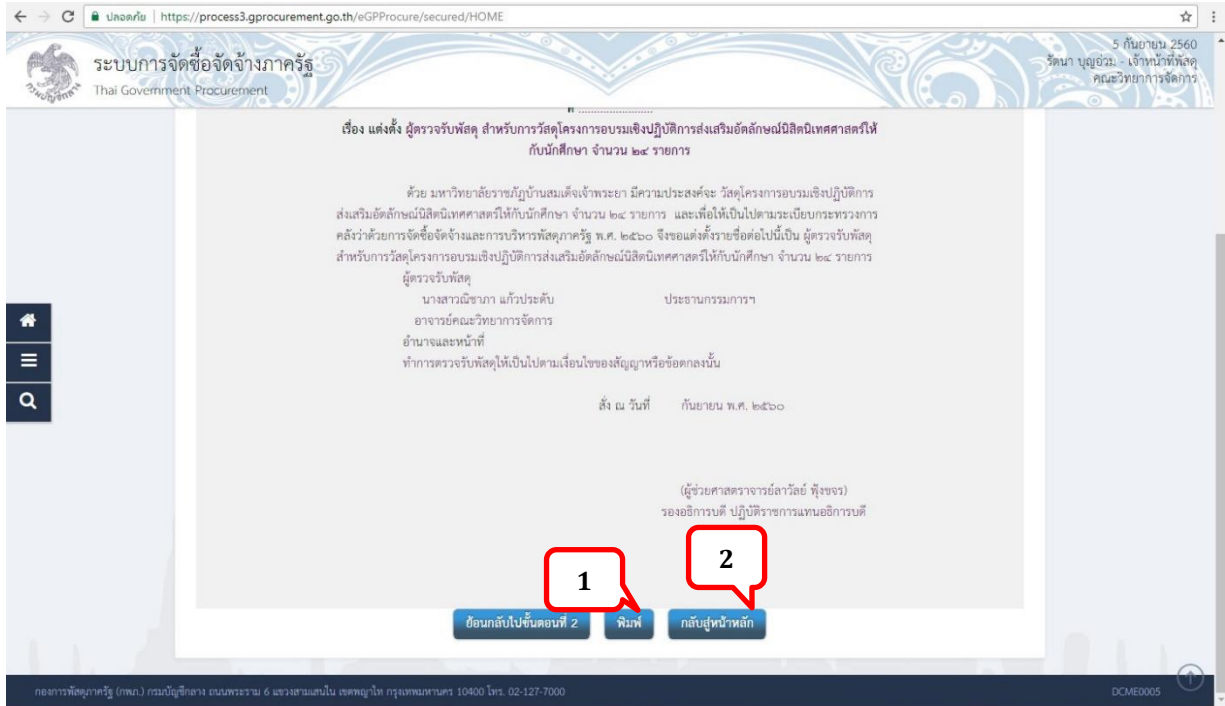 ปลอดภัย | https://process3.gprocurement.go.th/eGPProcure/secured/HOME
ระบบการจัดซื้อจัดจ้างภาครัฐ
Thai Government Procurement
5 กันยายน 2560
รัตนา บุญอ่วม - เจ้าหน้าที่พัสดุ
คณะวิทยาการจัดการ
ที่ ........................
เรื่อง แต่งตั้ง ผู้ตรวจรับพัสดุ สำหรับการวัสดุโครงการอบรมเชิงปฏิบัติการส่งเสริมอัตลักษณ์นิสิตนิเทศศาสตร์ให้
กับนักศึกษา จำนวน ๒๔ รายการ
ด้วย มหาวิทยาลัยราชภัฏบ้านสมเด็จเจ้าพระยา มีความประสงค์จะ วัสดุโครงการอบรมเชิงปฏิบัติการ
ส่งเสริมอัตลักษณ์นิสิตนิเทศศาสตร์ให้กับนักศึกษา จำนวน ๒๔ รายการ และเพื่อให้เป็นไปตามระเบียบกระทรวงการ
คลังว่าด้วยการจัดซื้อจัดจ้างและการบริหารพัสดุภาครัฐ พ.ศ. ๒๕๖๐ จึงขอแต่งตั้งรายชื่อต่อไปนี้เป็น ผู้ตรวจรับพัสดุ
สำหรับการวัสดุโครงการอบรมเชิงปฏิบัติการส่งเสริมอัตลักษณ์นิสิตนิเทศศาสตร์ให้กับนักศึกษา จำนวน ๒๔ รายการ
ผู้ตรวจรับพัสดุ
นางสาวณิชาภา แก้วประดับ ประธานกรรมการฯ
อาจารย์คณะวิทยาการจัดการ
อำนาจและหน้าที่
ทำการตรวจรับพัสดุให้เป็นไปตามเงื่อนไขของสัญญาหรือข้อตกลงนั้น
สั่ง ณ วันที่ กันยายน พ.ศ. ๒๕๖๐
(ผู้ช่วยศาสตราจารย์ลาวัลย์ ฟุ้งขจร)
รองอธิการบดี ปฏิบัติราชการแทนอธิการบดี
1
2
ย้อนกลับไปขั้นตอนที่ 2 พิมพ์ กลับสู่หน้าหลัก
กองการพัสดุภาครัฐ (กพภ.) กรมบัญชีกลาง ถนนพระราม 6 แขวงสามเสนใน เขตพญาไท กรุงเทพมหานคร 10400 โทร. 02-127-7000
DCME0005